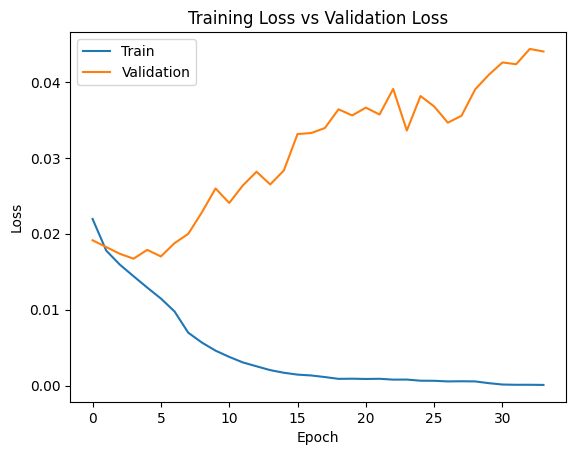 Training Loss vs Validation Loss
Train
Validation
0.04
0.03
0.02
0.01
0.00
Loss
0 5 10 15 20 25 30
Epoch